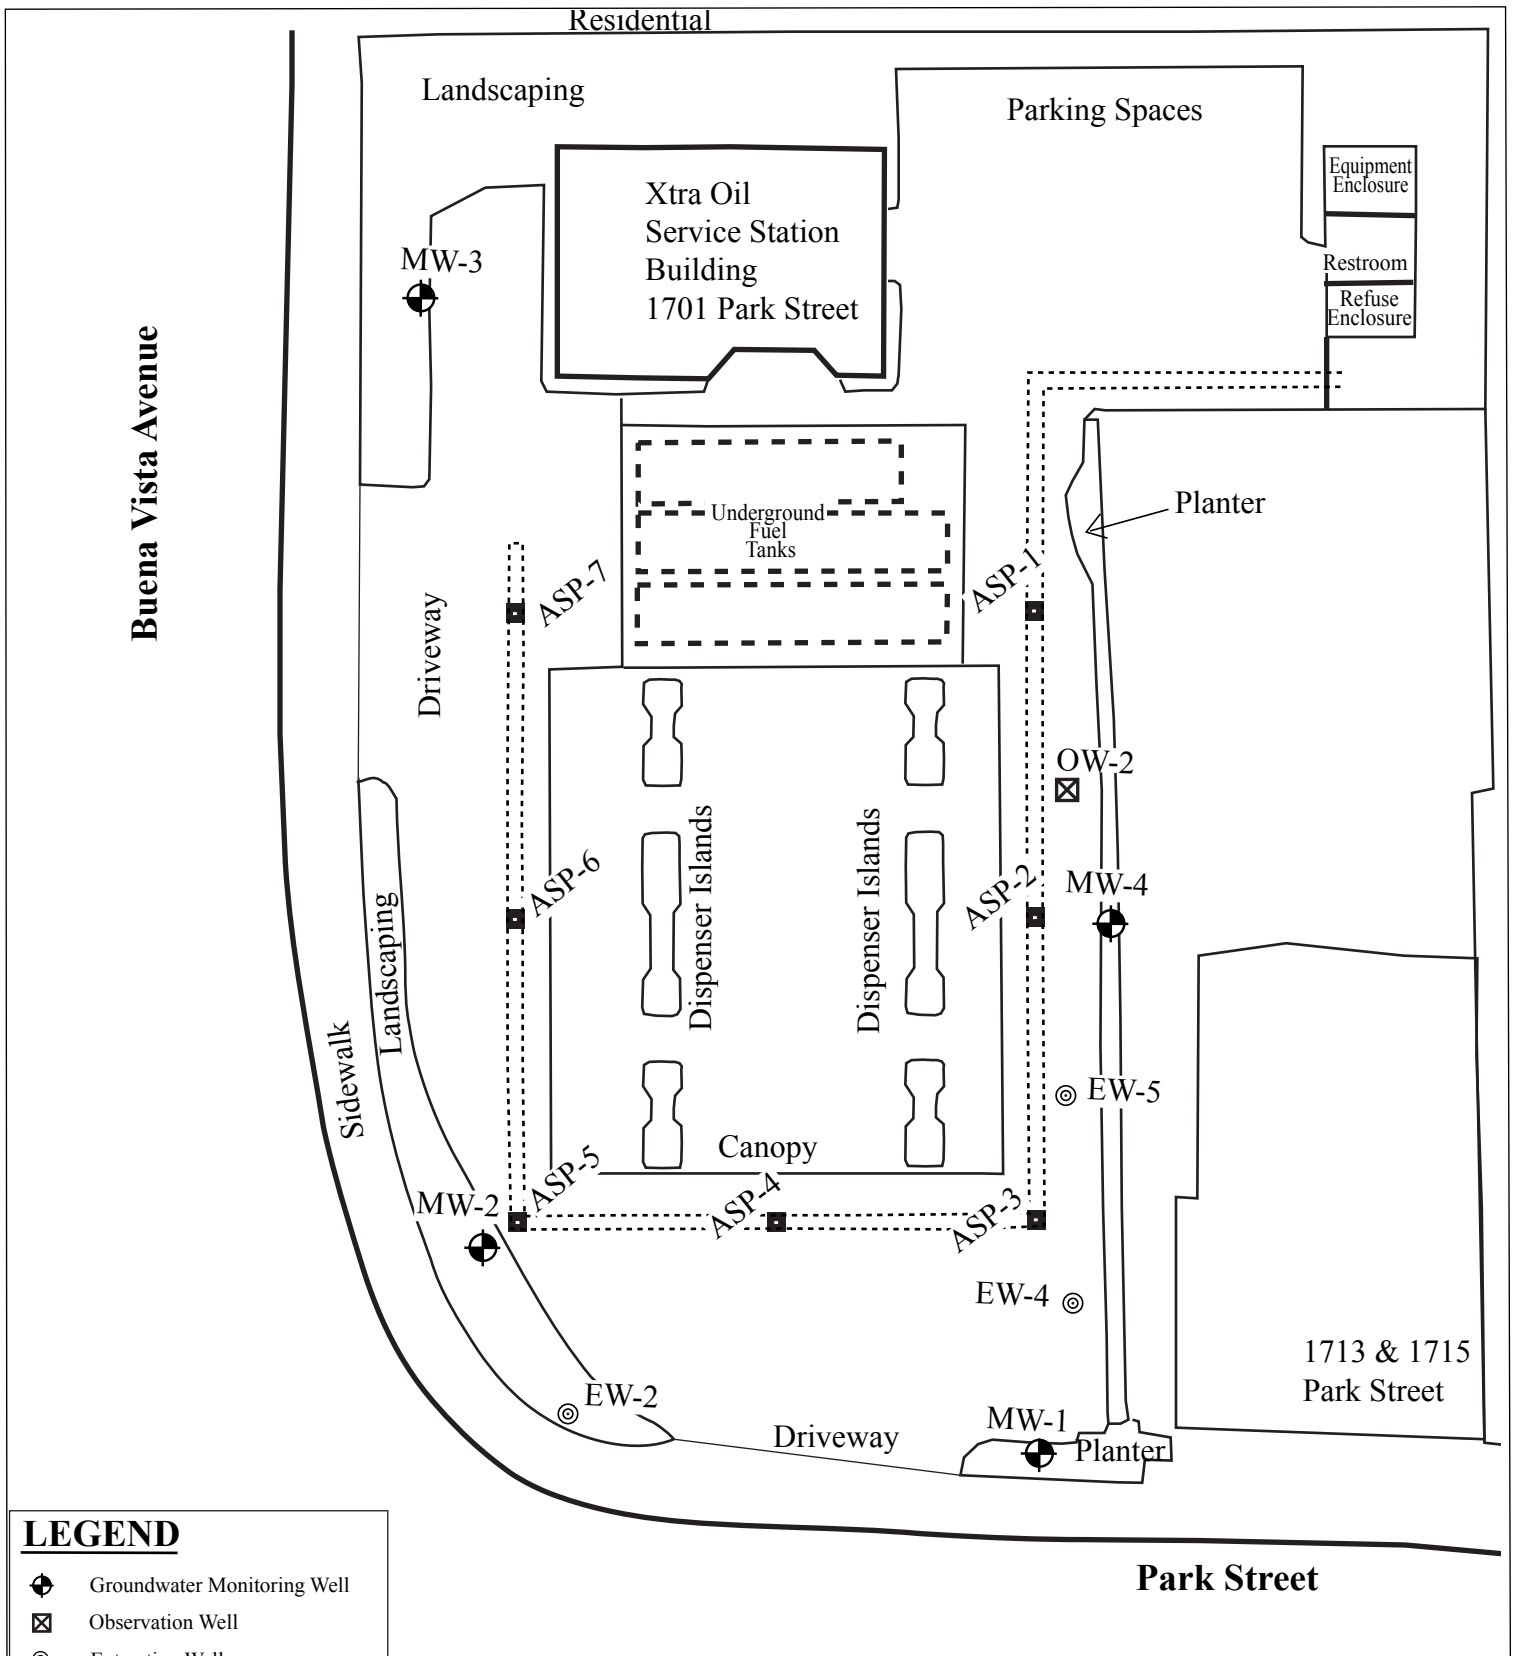 Residential
Landscaping
Parking Spaces
Equipment
Enclosure
Xtra Oil
Service Station
Building
1701 Park Street
MW-3
Restroom
Refuse
Enclosure
Buena Vista Avenue
Planter
Underground
Fuel
Tanks
ASP-7
ASP-1
Driveway
OW-2
ASP-6
Dispenser Islands
Dispenser Islands
ASP-2
MW-4
Landscaping
Sidewalk
EW-5
Canopy
ASP-5
MW-2
ASP-4
ASP-3
EW-4
1713 & 1715
Park Street
EW-2
MW-1
Driveway
Planter
LEGEND
Groundwater Monitoring Well
Observation Well
Extraction Well
Park Street